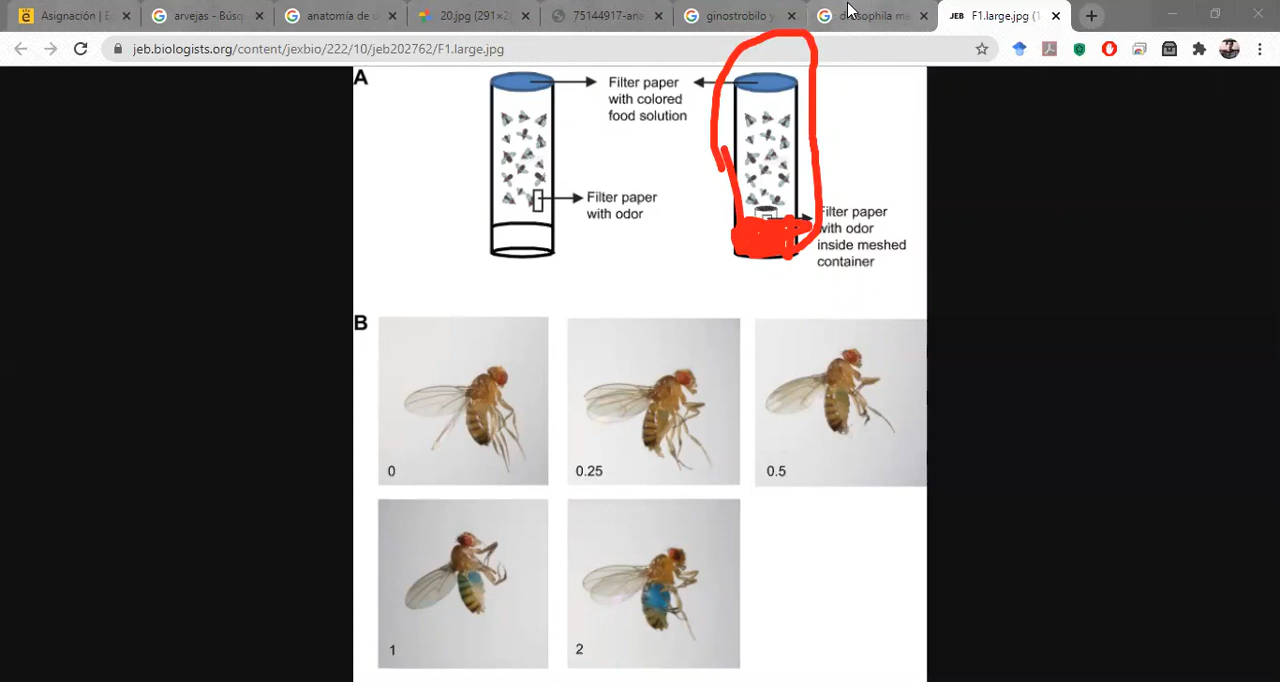 Asignación | E
arvejas - Búsq
anatomía de u
20.jpg (291×2
75144917-ana
ginostrobilo y
drosophila me
JEB
F1.large.jpg (1
jeb.biologists.org/content/jexbio/222/10/jeb202762/F1.large.jpg
A
Filter paper
with colored
food solution
Filter paper
with odor
Filter paper
with odor
inside meshed
container
B
0
0.25
0.5
1
2